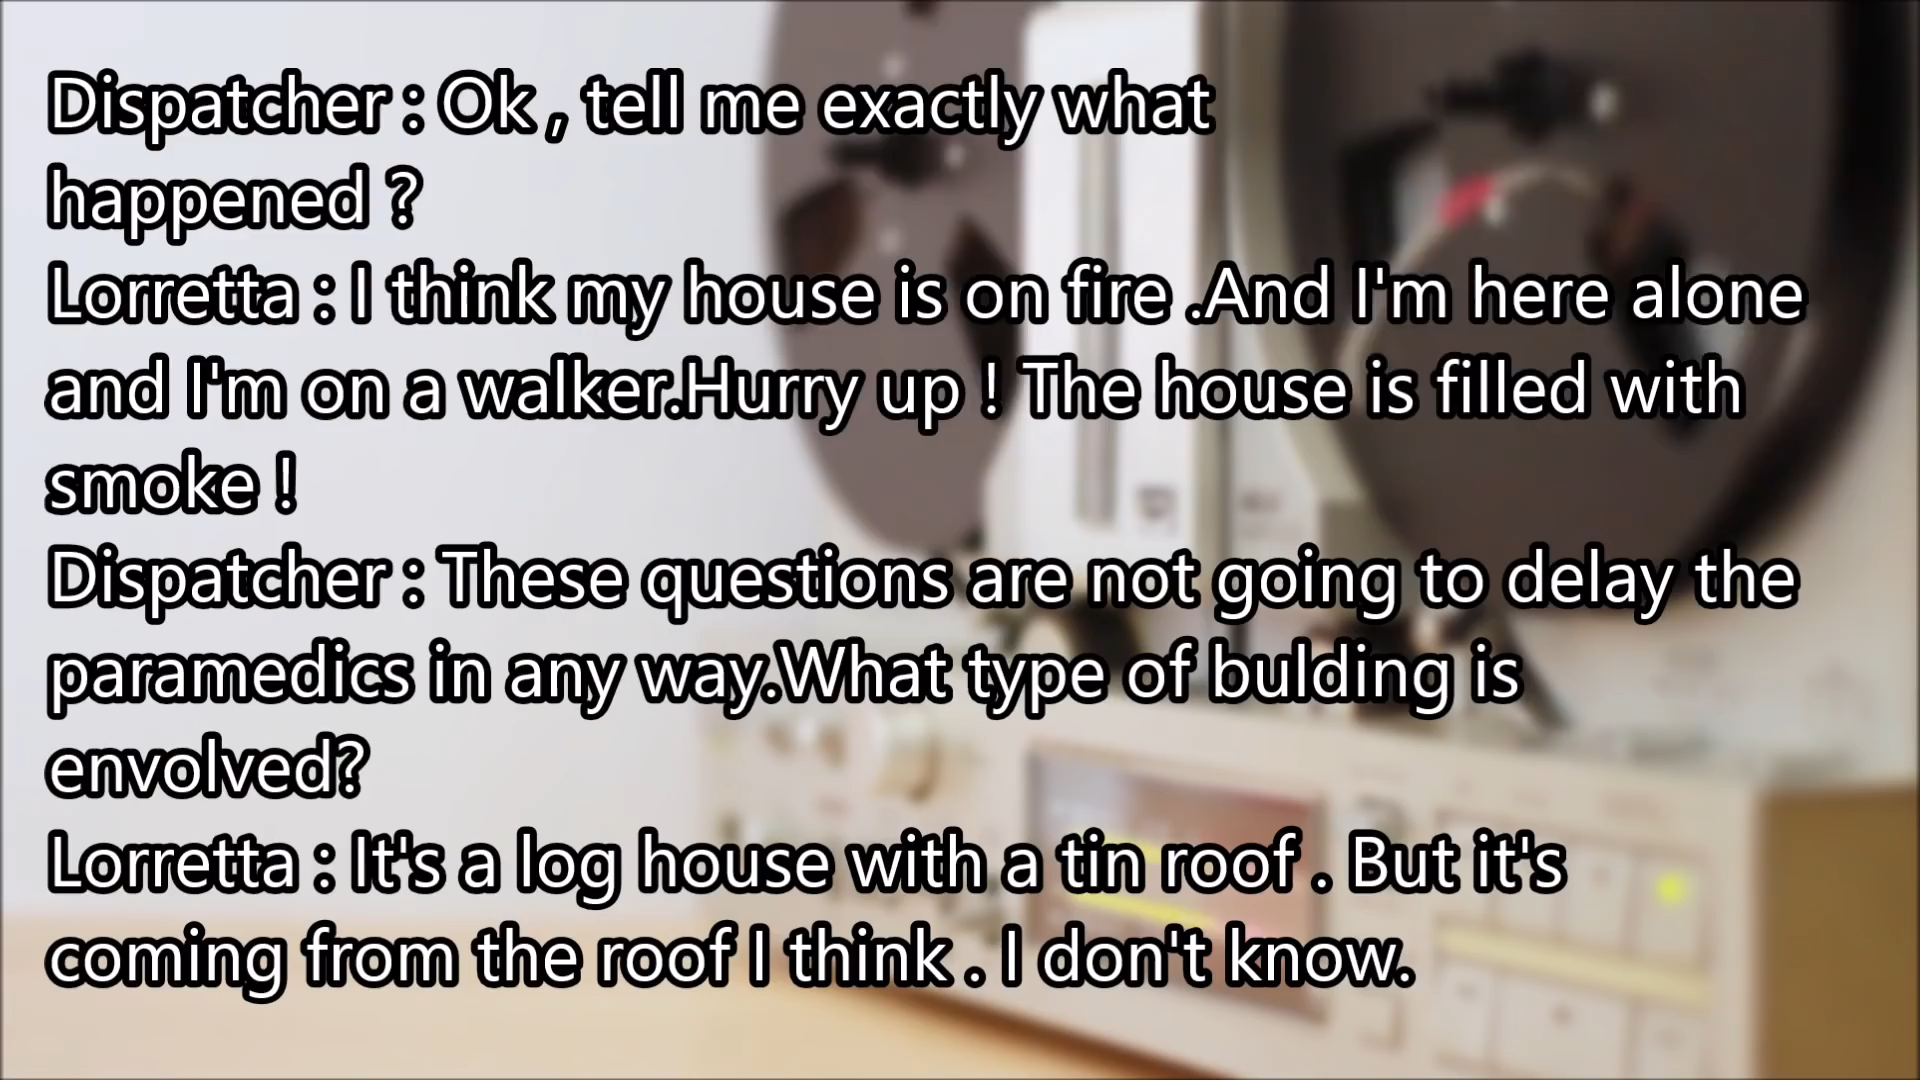 Dispatcher : Ok , tell me exactly what
happened ?
Lorretta : I think my house is on fire .And I'm here alone
and I'm on a walker.Hurry up ! The house is filled with
smoke !
Dispatcher : These questions are not going to delay the
paramedics in any way.What type of bulding is
envolved?
Lorretta : It's a log house with a tin roof . But it's
coming from the roof I think . I don't know.